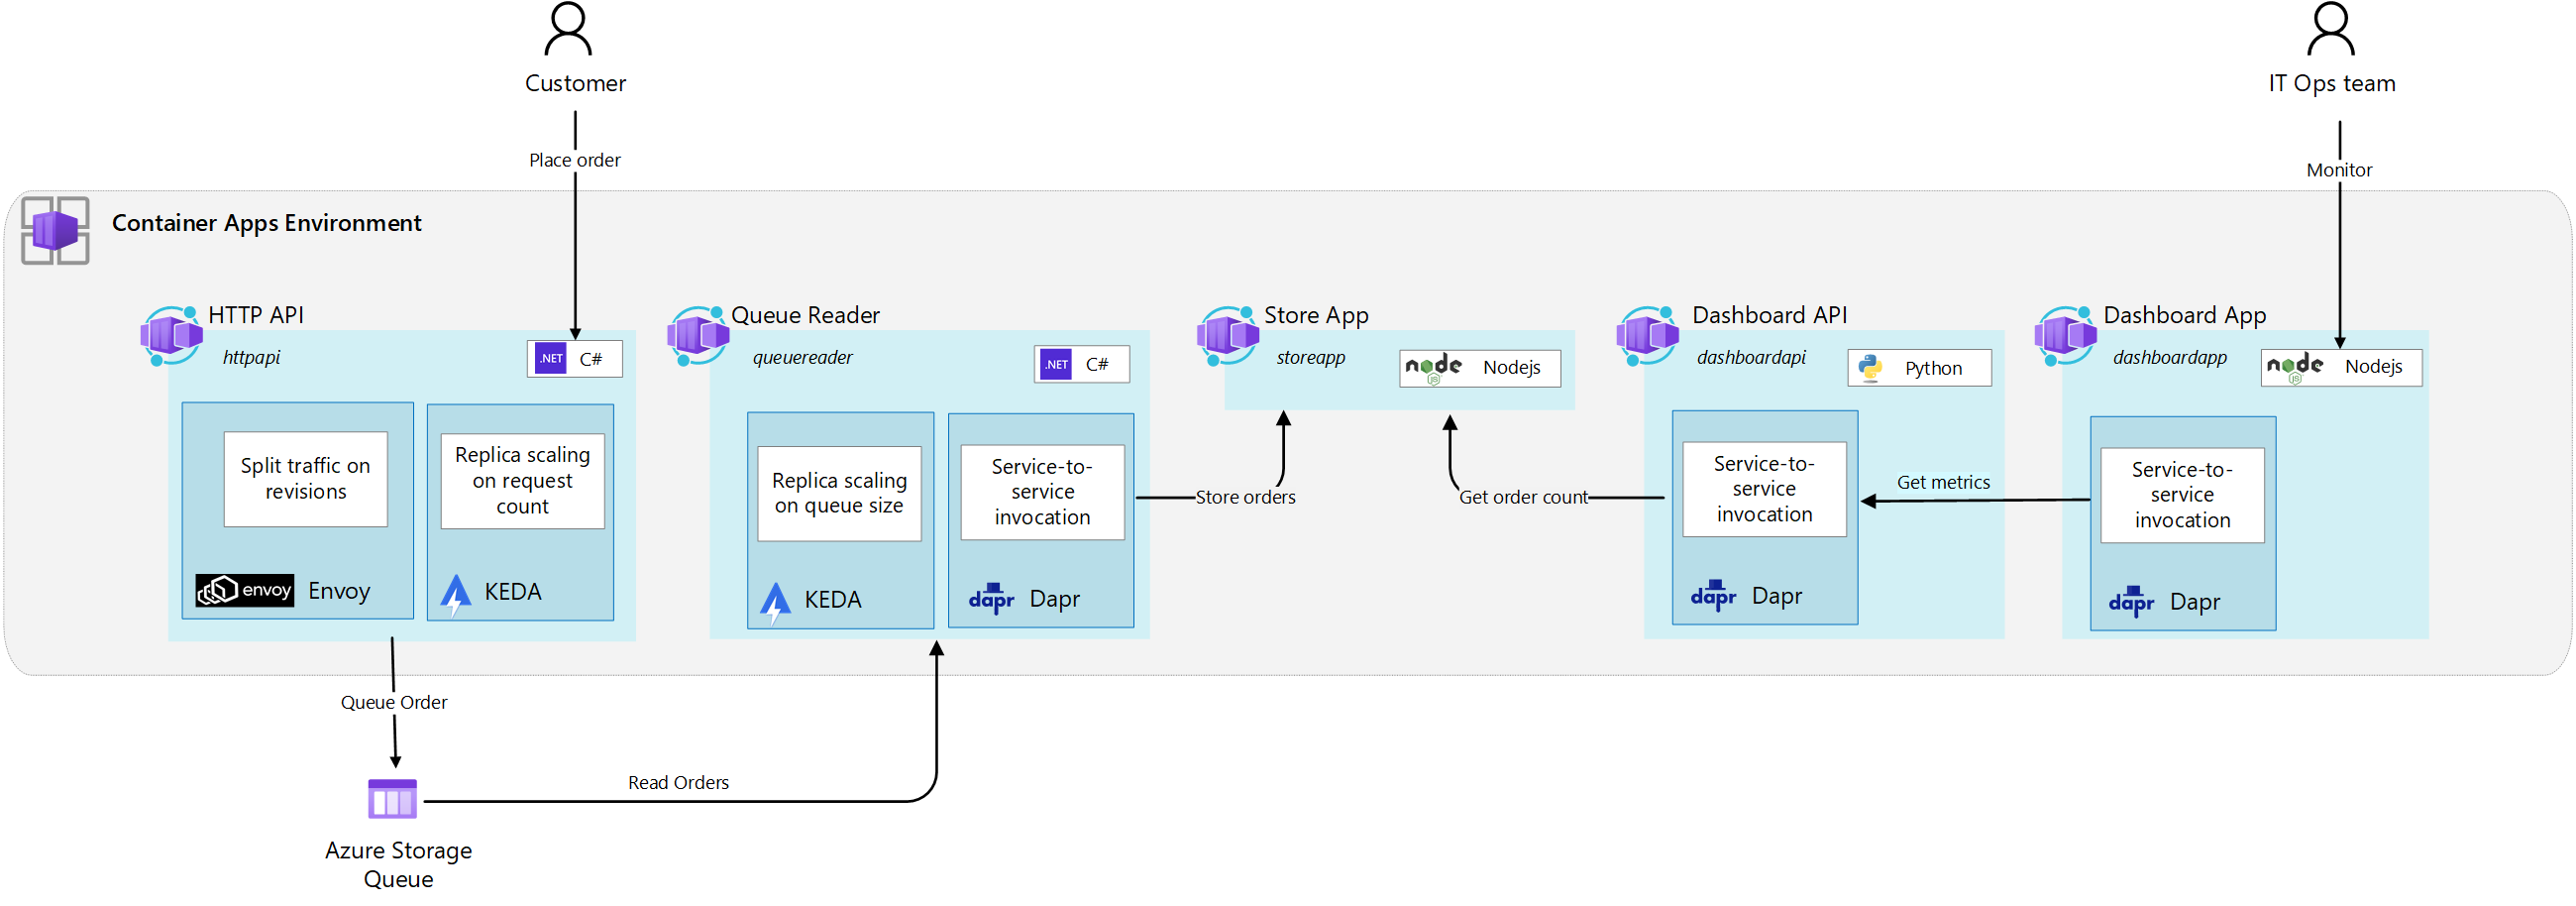 Customer
IT Ops team
Place order
Monitor
Container Apps Environment
HTTP API
httpapi
.NET
C#
Split traffic on
revisions
envoy
Envoy
Replica scaling
on request
count
KEDA
Queue Reader
queuereader
.NET
C#
Replica scaling
on queue size
KEDA
Service-to-
service
invocation
dapr
Dapr
Store orders
Store App
storeapp
node
JS
Nodejs
Get order count
Dashboard API
dashboardapi
Python
Service-to-
service
invocation
dapr
Dapr
Get metrics
Dashboard App
dashboardapp
node
JS
Nodejs
Service-to-
service
invocation
dapr
Dapr
Queue Order
Read Orders
Azure Storage
Queue